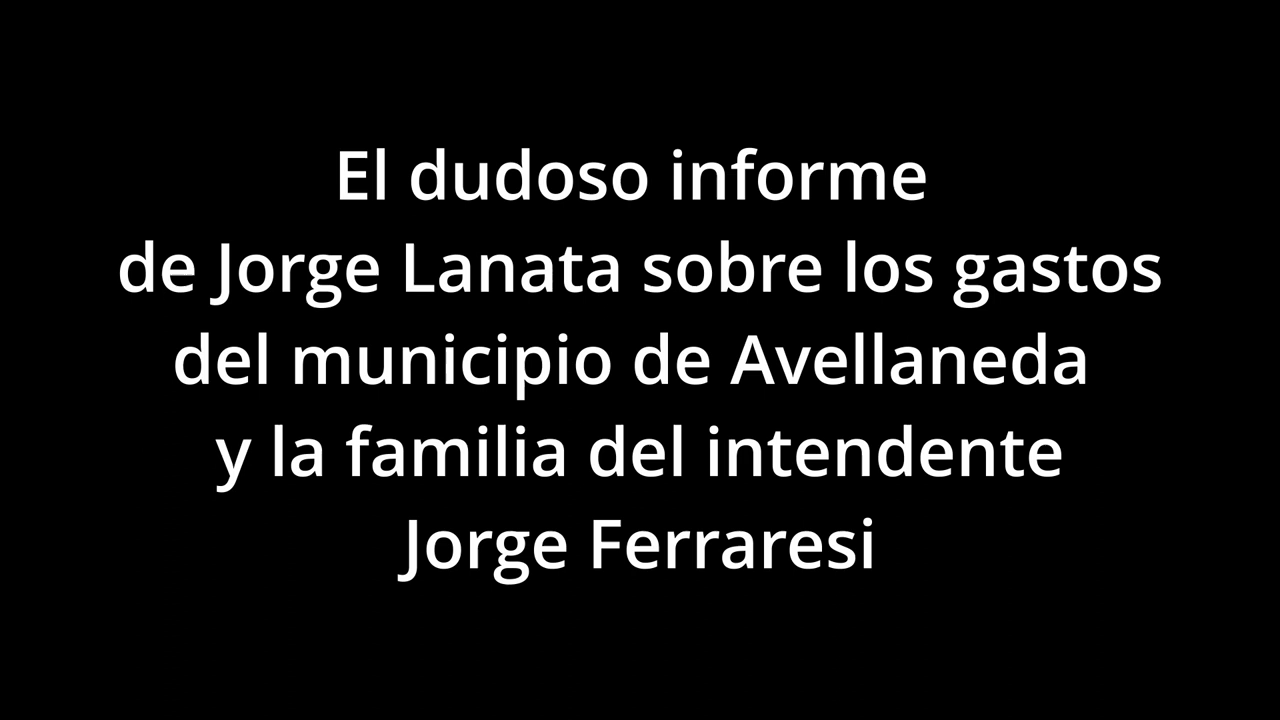 El dudoso informe
de Jorge Lanata sobre los gastos
del municipio de Avellaneda
y la familia del intendente
Jorge Ferraresi